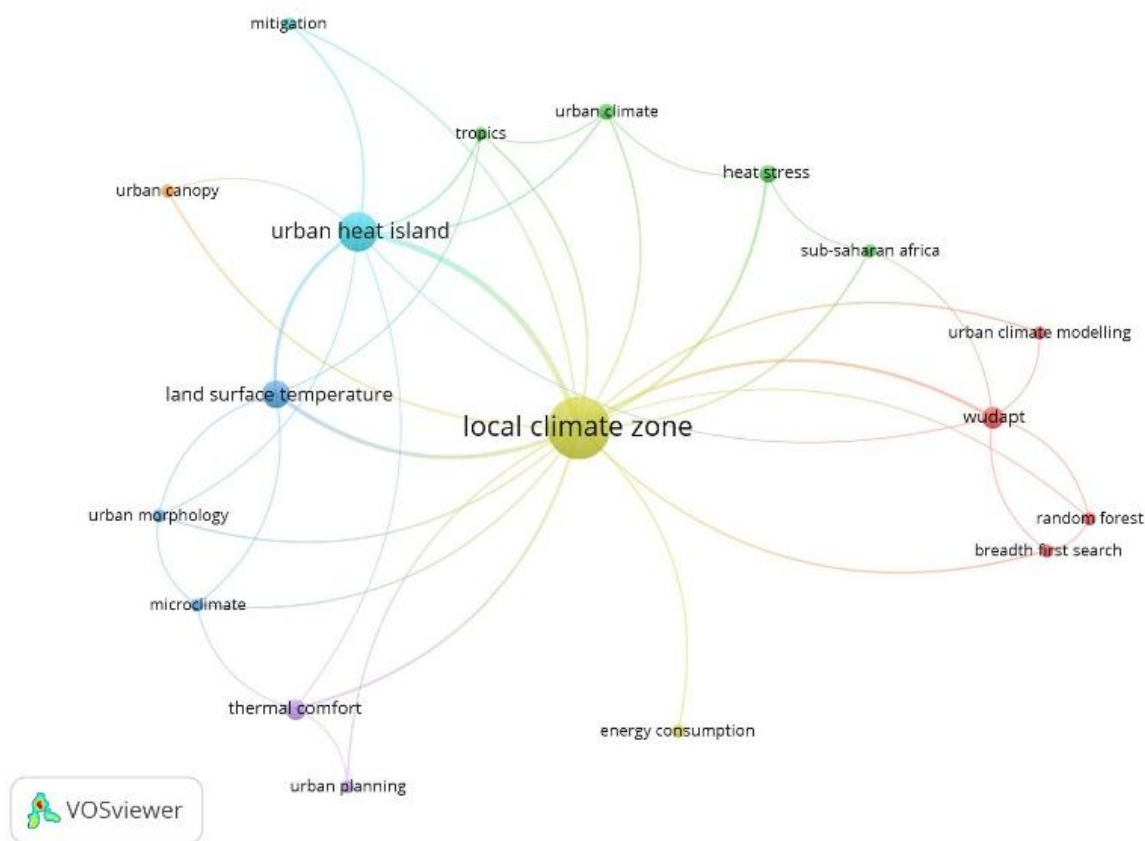 mitigation
urban climate
tropics
heat stress
urban canopy
urban heat island
sub-saharan africa
urban climate modelling
land surface temperature
wudapt
local climate zone
urban morphology
random forest
breadth first search
microclimate
thermal comfort
energy consumption
urban planning
VOSviewer